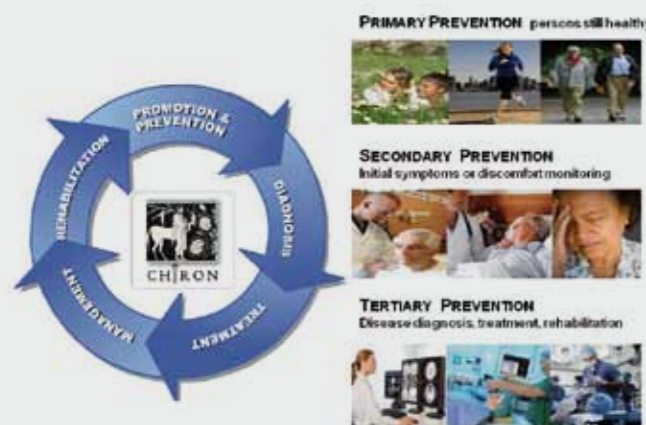 PRIMARY PREVENTION persons still healthy
PROMOTION &
PREVENTION
DIAGNOSIS
TREATMENT
MANAGEMENT
REHABILITATION
CHIRON
SECONDARY PREVENTION
Initial symptoms or discomfort monitoring
TERTIARY PREVENTION
Disease diagnosis, treatment, rehabilitation